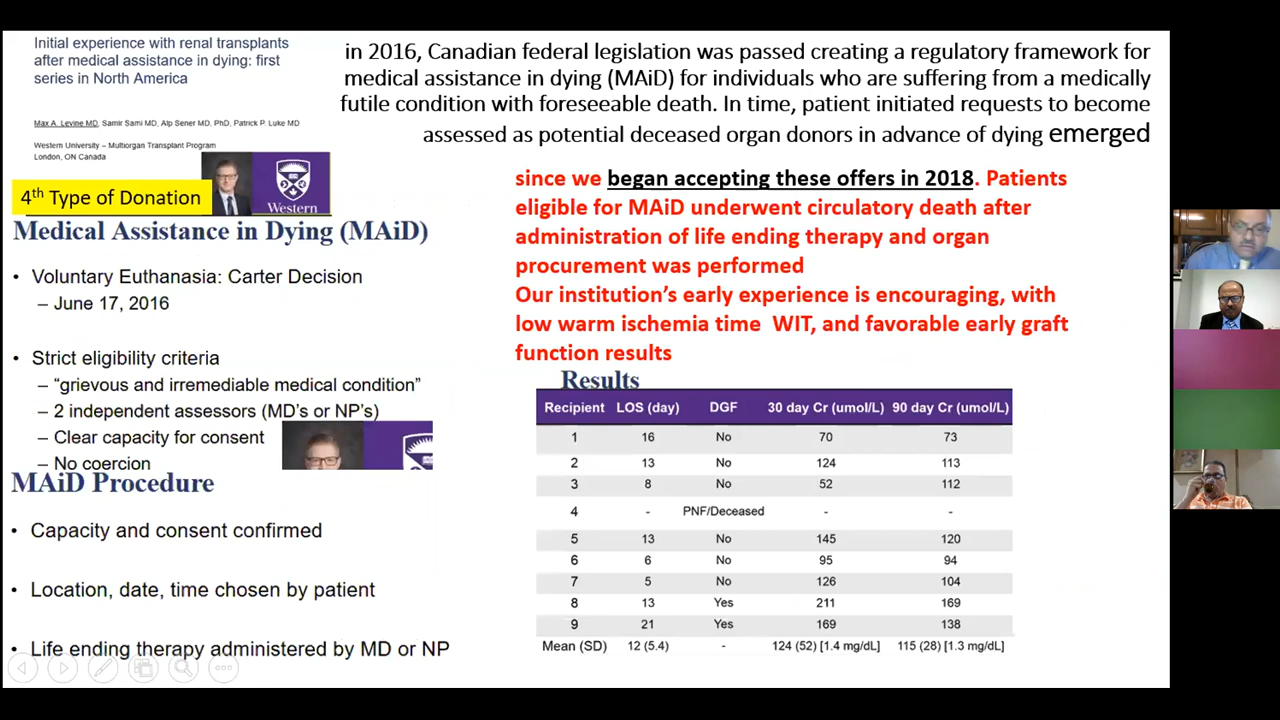 Initial experience with renal transplants
after medical assistance in dying: first
series in North America
Max A. Levine MD, Samir Sami MD, Alp Sener MD, PhD, Patrick P. Luke MD
Western University – Multiorgan Transplant Program
London, ON Canada
Western
4th Type of Donation
Medical Assistance in Dying (MAiD)
• Voluntary Euthanasia: Carter Decision
– June 17, 2016
• Strict eligibility criteria
– “grievous and irremediable medical condition”
– 2 independent assessors (MD’s or NP’s)
– Clear capacity for consent
– No coercion
MAiD Procedure
• Capacity and consent confirmed
• Location, date, time chosen by patient
• Life ending therapy administered by MD or NP
in 2016, Canadian federal legislation was passed creating a regulatory framework for
medical assistance in dying (MAiD) for individuals who are suffering from a medically
futile condition with foreseeable death. In time, patient initiated requests to become
assessed as potential deceased organ donors in advance of dying emerged
since we began accepting these offers in 2018. Patients
eligible for MAiD underwent circulatory death after
administration of life ending therapy and organ
procurement was performed
Our institution’s early experience is encouraging, with
low warm ischemia time WIT, and favorable early graft
function results
Results
Recipient LOS (day) DGF 30 day Cr (umol/L) 90 day Cr (umol/L)
1 16 No 70 73
2 13 No 124 113
3 8 No 52 112
4 - PNF/Deceased - -
5 13 No 145 120
6 6 No 95 94
7 5 No 126 104
8 13 Yes 211 169
9 21 Yes 169 138
Mean (SD) 12 (5.4) - 124 (52) [1.4 mg/dL] 115 (28) [1.3 mg/dL]